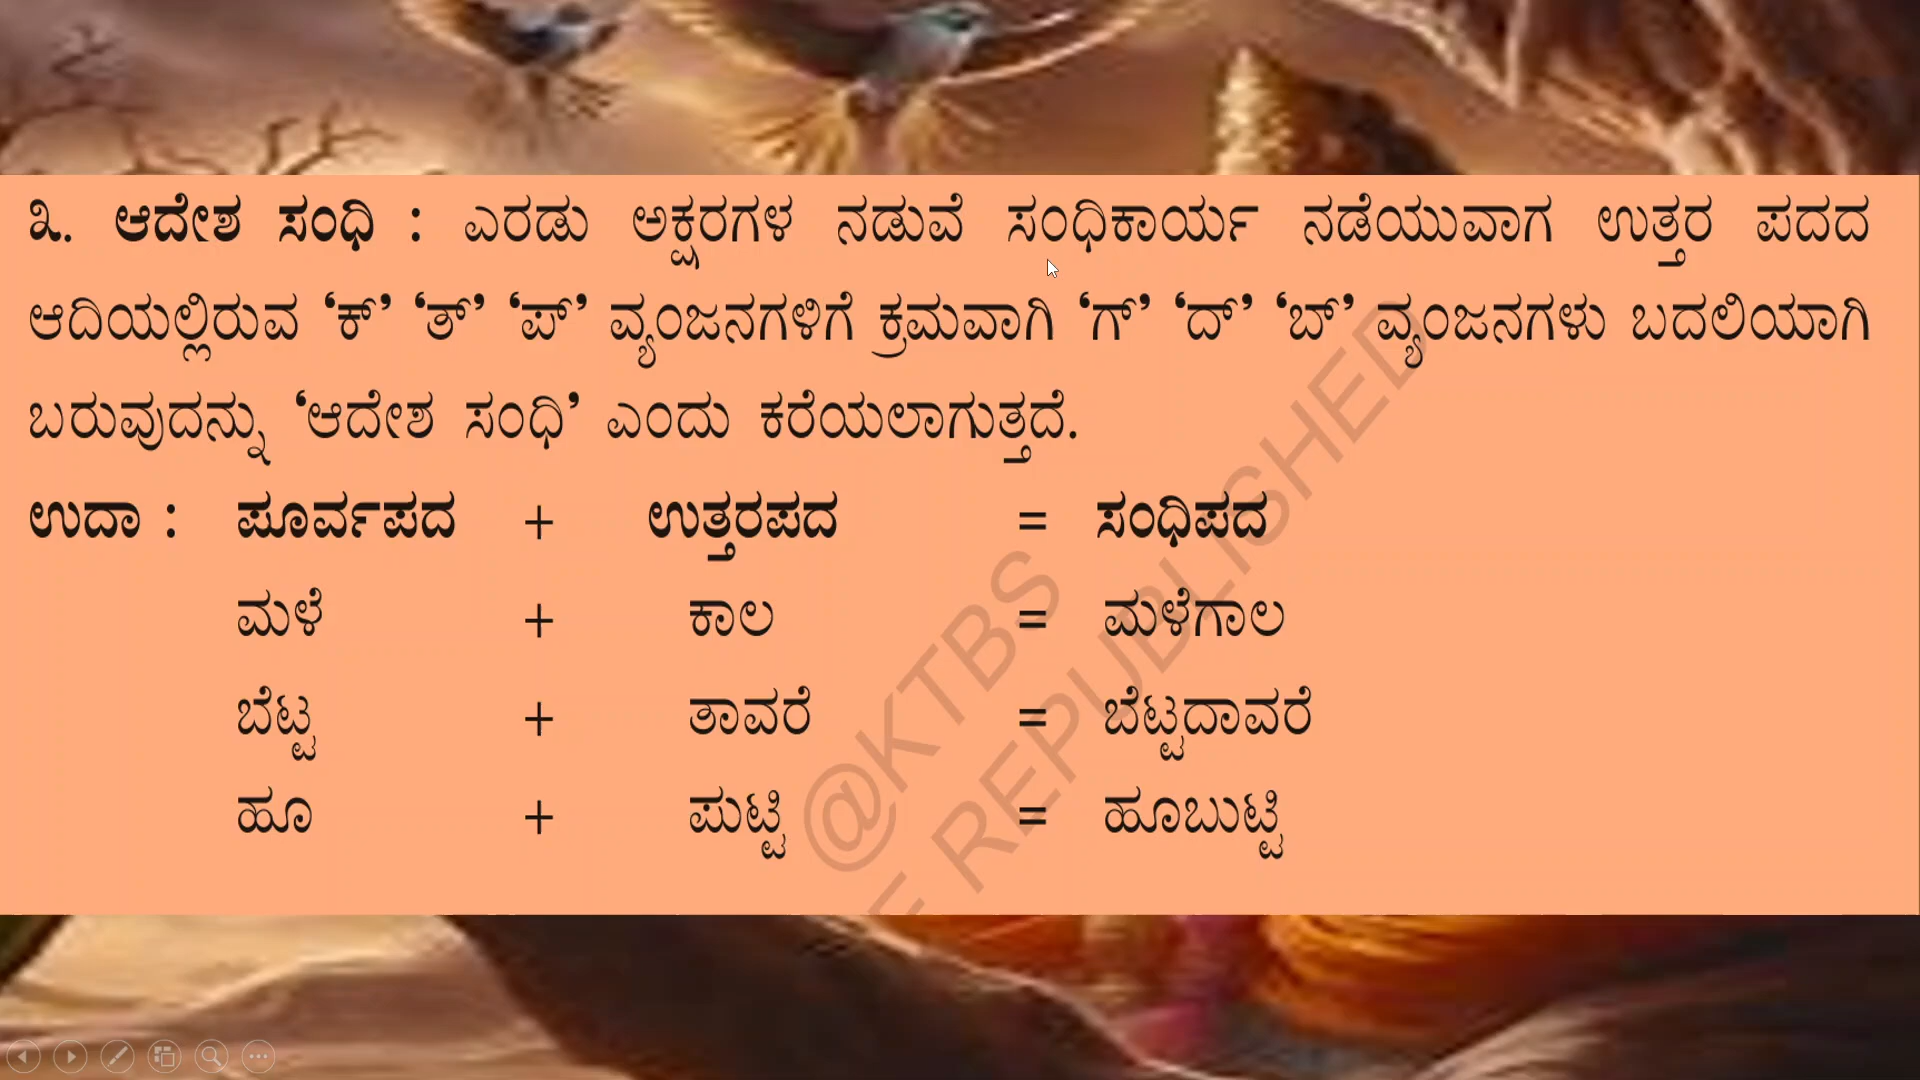 ೩. ಆದೇಶ ಸಂಧಿ : ಎರಡು ಅಕ್ಷರಗಳ ನಡುವೆ ಸಂಧಿಕಾರ್ಯ ನಡೆಯುವಾಗ ಉತ್ತರ ಪದದ
ಆದಿಯಲ್ಲಿರುವ ‘ಕ್’ ‘ತ್’ ‘ಪ್’ ವ್ಯಂಜನಗಳಿಗೆ ಕ್ರಮವಾಗಿ ‘ಗ್’ ‘ದ್’ ‘ಬ್’ ವ್ಯಂಜನಗಳು ಬದಲಿಯಾಗಿ
ಬರುವುದನ್ನು ‘ಆದೇಶ ಸಂಧಿ’ ಎಂದು ಕರೆಯಲಾಗುತ್ತದೆ.
ಉದಾ : ಪೂರ್ವಪದ + ಉತ್ತರಪದ = ಸಂಧಿಪದ
ಮಳೆ + ಕಾಲ = ಮಳೆಗಾಲ
ಬೆಟ್ಟ + ತಾವರೆ = ಬೆಟ್ಟದಾವರೆ
ಹೂ + ಪುಟ್ಟಿ = ಹೂಬುಟ್ಟಿ
@KTBS
REPUBLISHED